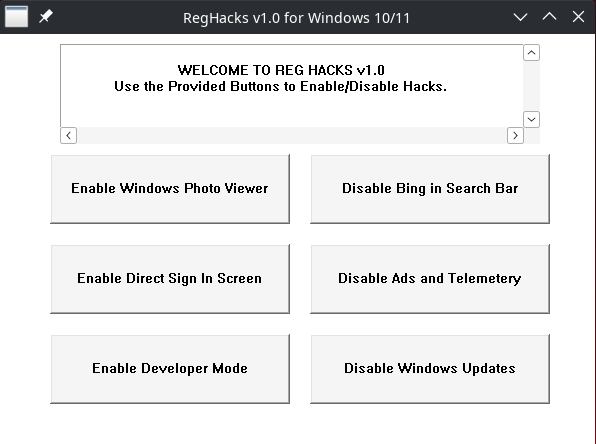 RegHacks v1.0 for Windows 10/11
WELCOME TO REG HACKS v1.0
Use the Provided Buttons to Enable/Disable Hacks.
Enable Windows Photo Viewer
Disable Bing in Search Bar
Enable Direct Sign In Screen
Disable Ads and Telemetery
Enable Developer Mode
Disable Windows Updates